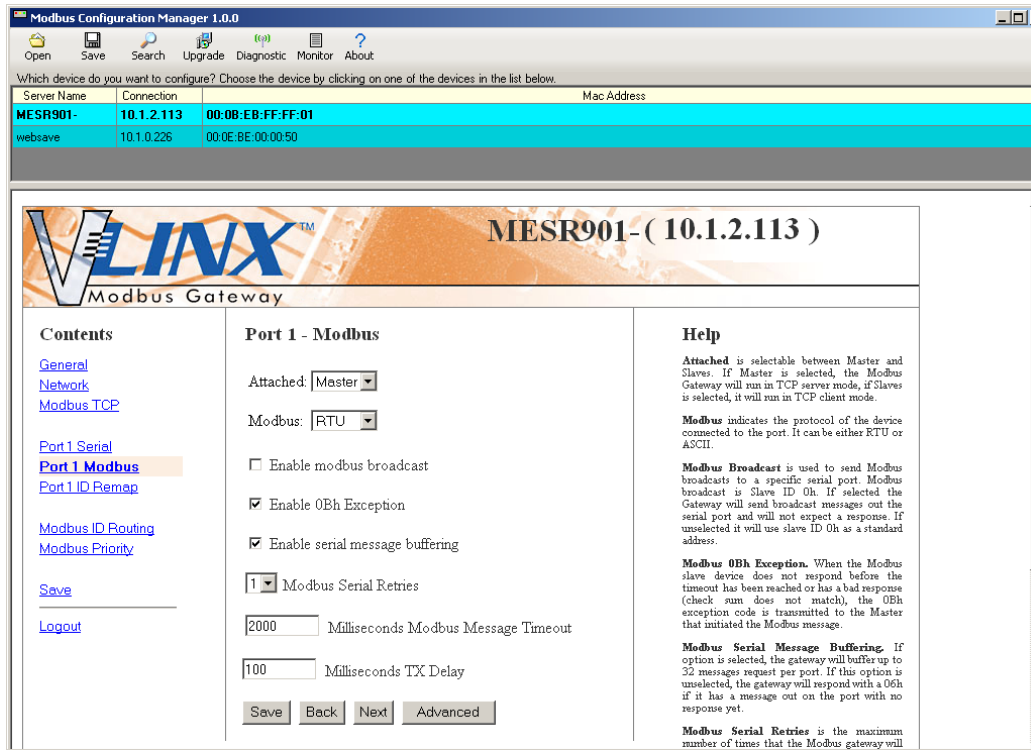 Modbus Configuration Manager 1.0.0
Open Save Search Upgrade Diagnostic Monitor About
Which device do you want to configure? Choose the device by clicking on one of the devices in the list below.
Server Name Connection Mac Address
MESR901- 10.1.2.113 00:0B:EB:FF:FF:01
websave 10.1.0.226 00:0E:BE:00:00:50
VLINX™
Modbus Gateway
MESR901- ( 10.1.2.113 )
Contents
General
Network
Modbus TCP
Port 1 Serial
Port 1 Modbus
Port 1 ID Remap
Modbus ID Routing
Modbus Priority
Save
Logout
Port 1 - Modbus
Attached: Master
Modbus: RTU
Enable modbus broadcast
Enable 0Bh Exception
Enable serial message buffering
1 Modbus Serial Retries
2000 Milliseconds Modbus Message Timeout
100 Milliseconds TX Delay
Save Back Next Advanced
Help
Attached is selectable between Master and
Slaves. If Master is selected, the Modbus
Gateway will run in TCP server mode, if Slaves
is selected, it will run in TCP client mode.
Modbus indicates the protocol of the device
connected to the port. It can be either RTU or
ASCII.
Modbus Broadcast is used to send Modbus
broadcasts to a specific serial port. Modbus
broadcast is Slave ID 0h. If selected the
Gateway will send broadcast messages out the
serial port and will not expect a response. If
unselected it will use slave ID 0h as a standard
address.
Modbus 0Bh Exception. When the Modbus
slave device does not respond before the
timeout has been reached or has a bad response
(check sum does not match), the 0Bh
exception code is transmitted to the Master
that initiated the Modbus message.
Modbus Serial Message Buffering. If
option is selected, the gateway will buffer up to
32 messages request per port. If this option is
unselected, the gateway will respond with a 06h
if it has a message out on the port with no
response yet.
Modbus Serial Retries is the maximum
number of times that the Modbus gateway will